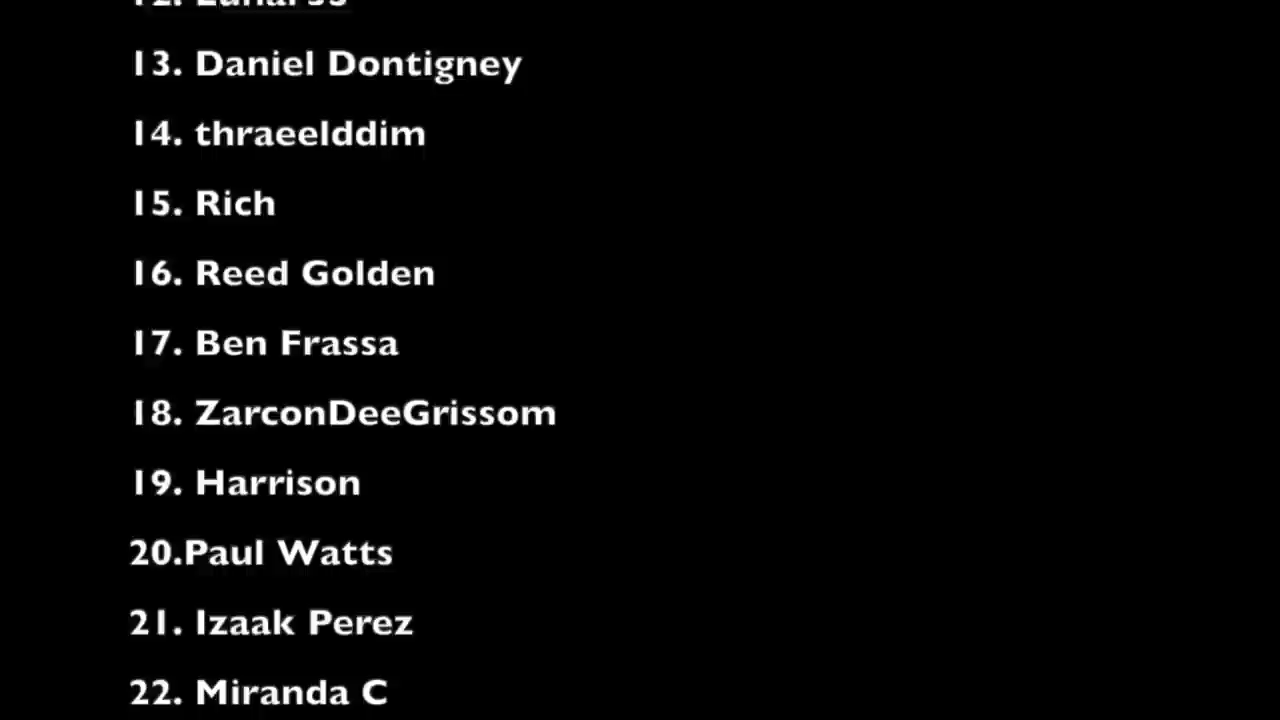 13. Daniel Dontigney
14. thraeelddim
15. Rich
16. Reed Golden
17. Ben Frassa
18. ZarconDeeGrissom
19. Harrison
20.Paul Watts
21. Izaak Perez
22. Miranda C